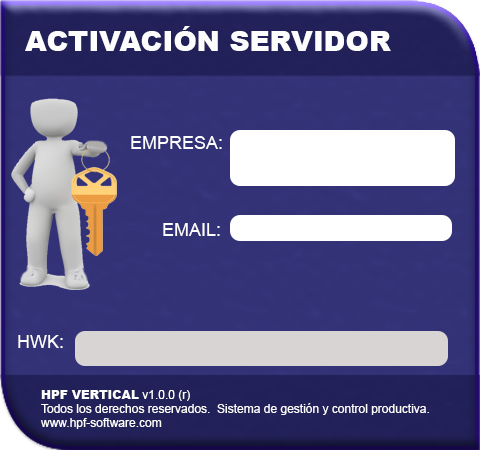 ACTIVACIÓN SERVIDOR
EMPRESA:
EMAIL:
HWK:
HPF VERTICAL v1.0.0 (r)
Todos los derechos reservados. Sistema de gestión y control productiva.
www.hpf-software.com